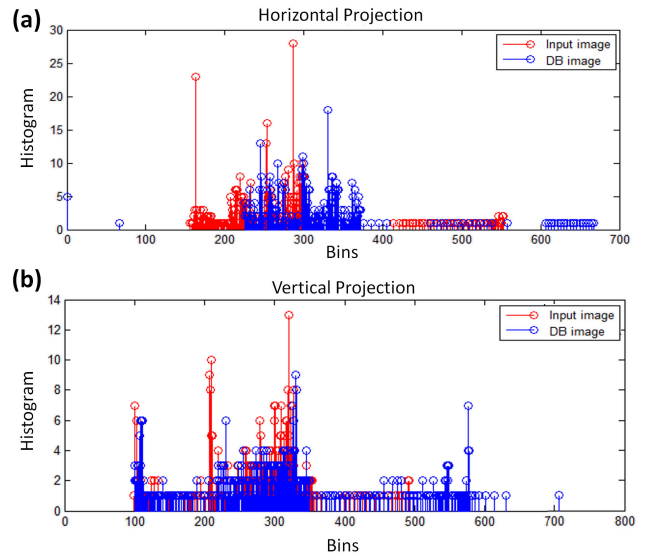 (a)
Horizontal Projection
30
25
20
15
10
5
0
Histogram
Input image
DB image
0 100 200 300 400 500 600 700
Bins
(b)
Vertical Projection
14
12
10
8
6
4
2
0
Histogram
Input image
DB image
0 100 200 300 400 500 600 700 800
Bins